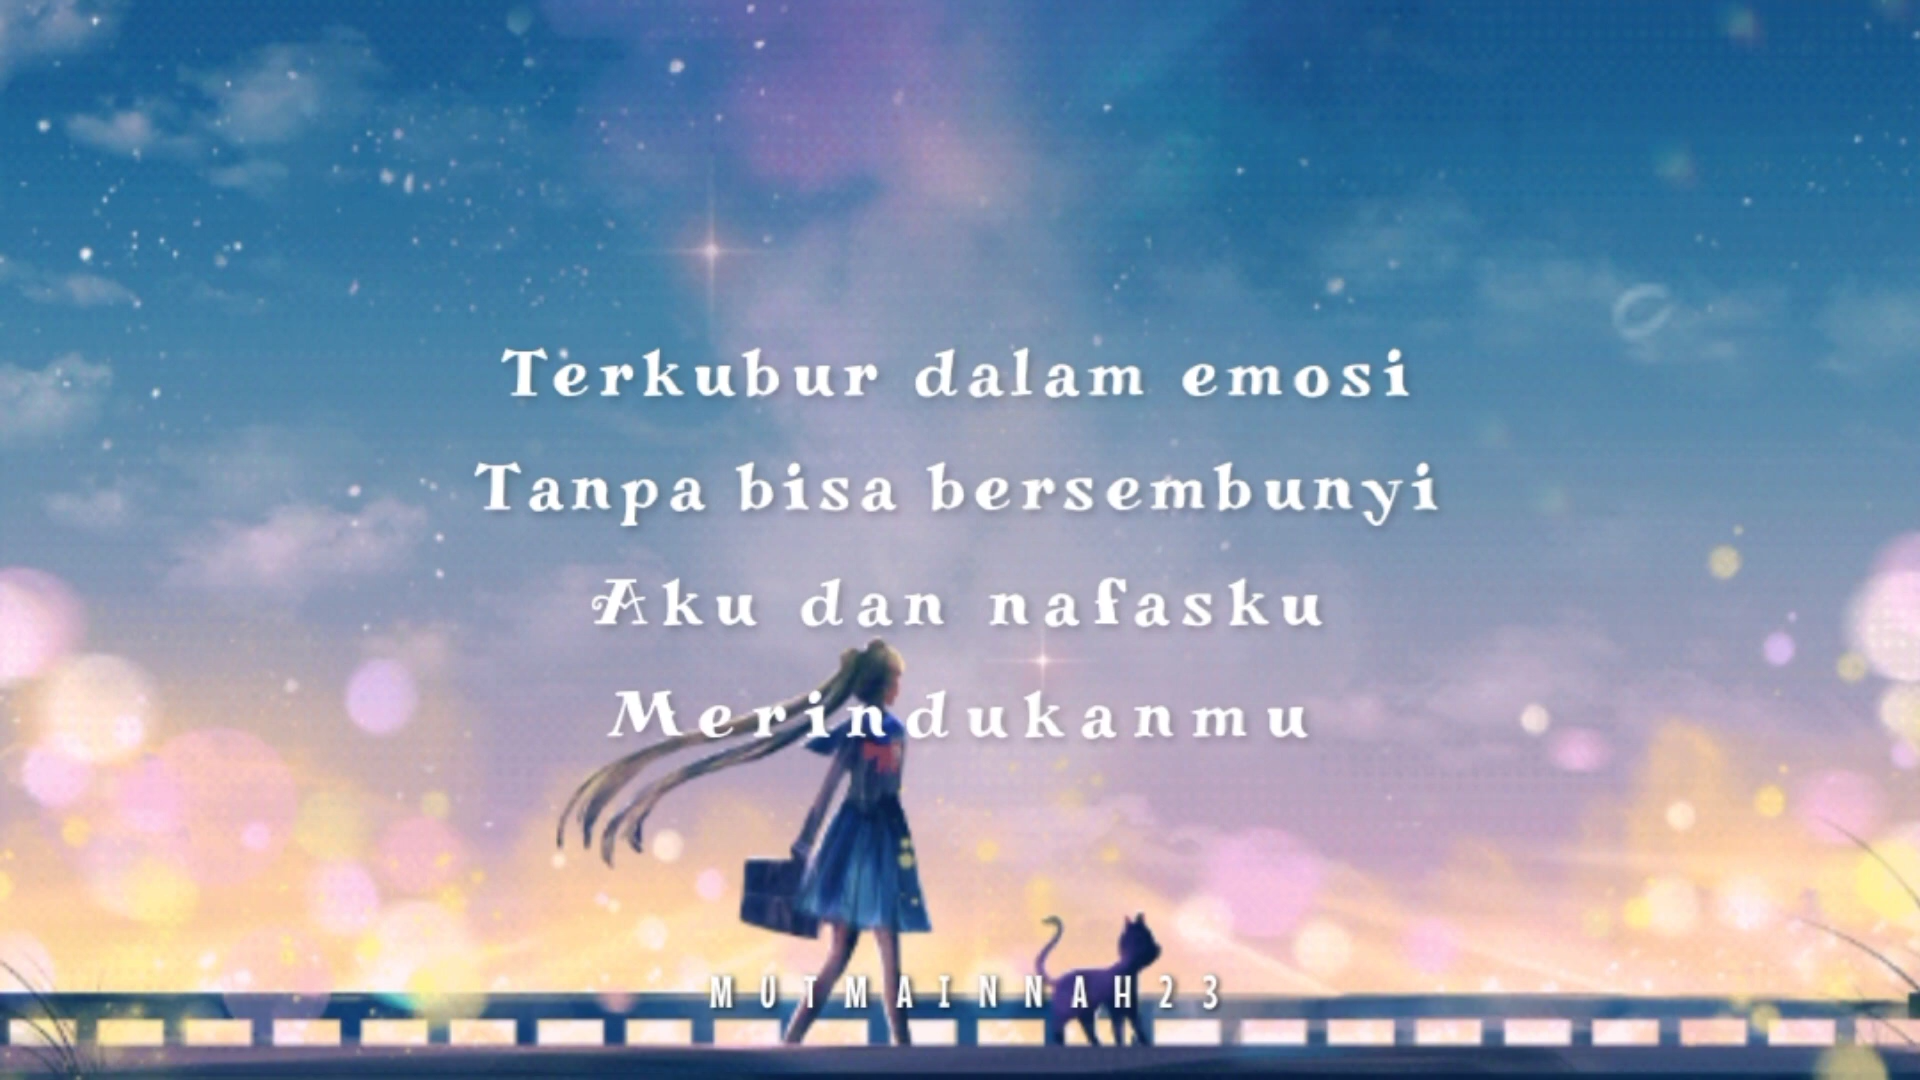 Terkubur dalam emosi
Tanpa bisa bersembunyi
Aku dan nafasku
Merindukanmu
MUTMAINNAH23